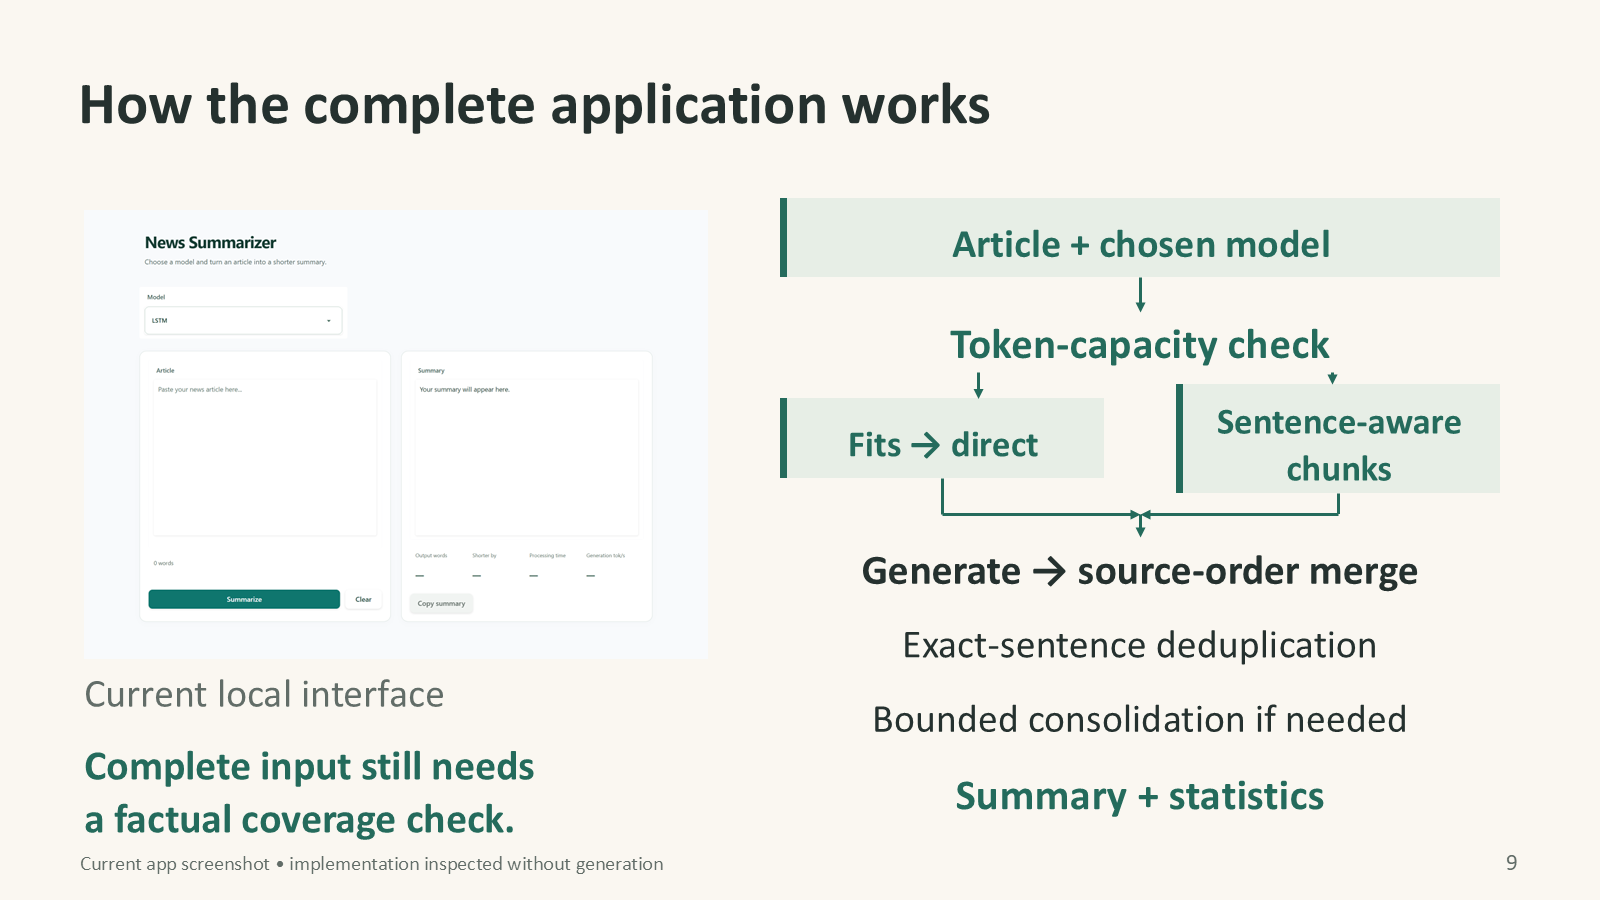 How the complete application works
News Summarizer
Choose a model and turn an article into a shorter summary.
Model
LSTM
Article
Paste your news article here...
0 words
Summarize
Clear
Summary
Your summary will appear here.
Output words
Shorter by
Processing time
Generation tok/s
—
—
—
—
Copy summary
Current local interface
Complete input still needs
a factual coverage check.
Article + chosen model
Token-capacity check
Fits → direct
Sentence-aware
chunks
Generate → source-order merge
Exact-sentence deduplication
Bounded consolidation if needed
Summary + statistics
Current app screenshot • implementation inspected without generation
9